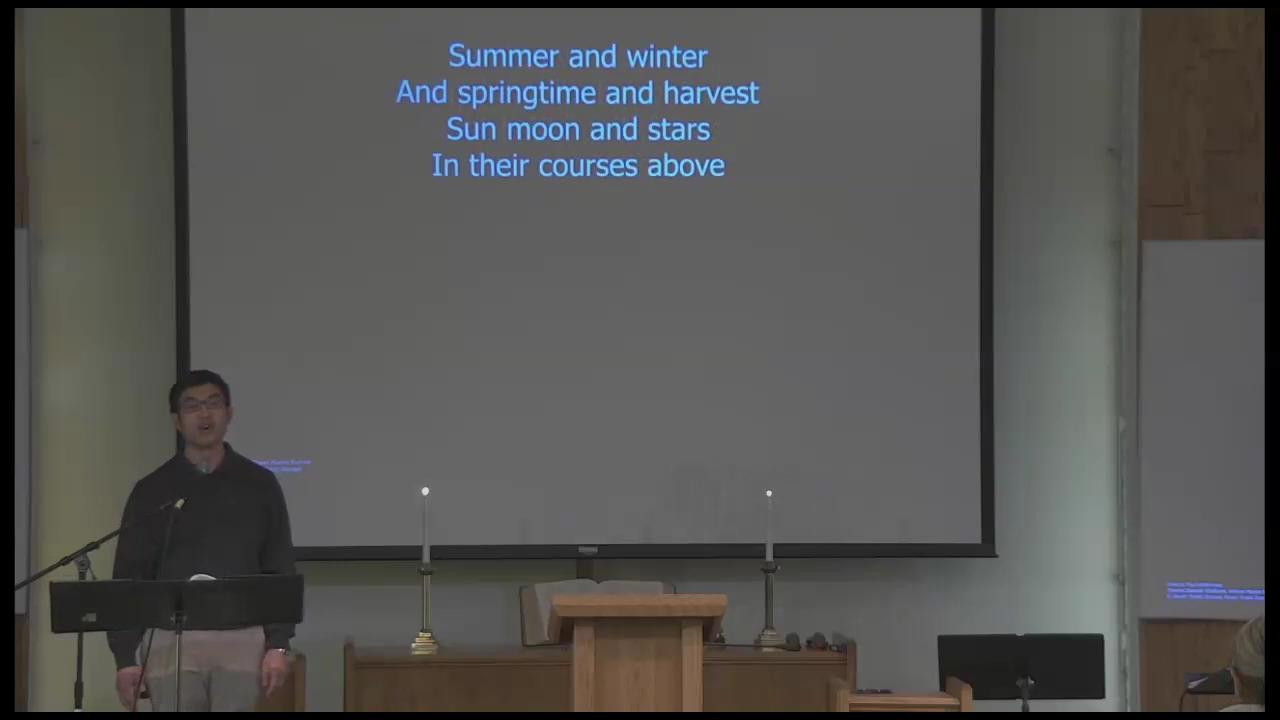 Summer and winter
And springtime and harvest
Sun moon and stars
In their courses above